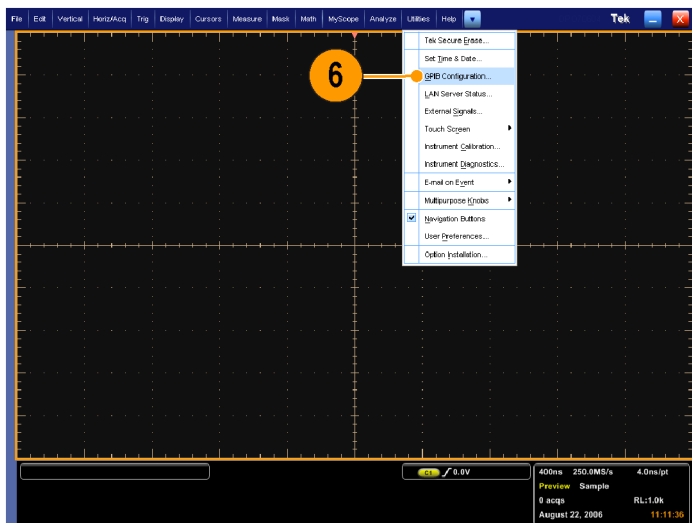 File Edit Vertical Horiz/Acq Trig Display Cursors Measure Mask Math MyScope Analyze Utilities Help Tek
Tek Secure Erase...
Set Time & Date...
6
GPIB Configuration...
LAN Server Status...
External Signals...
Touch Screen
Instrument Calibration...
Instrument Diagnostics...
E-mail on Event
Multipurpose Knobs
Navigation Buttons
User Preferences...
Option Installation...
C1 0.0V
400ns 250.0MS/s 4.0ns/pt
Preview Sample
0 acqs RL:1.0k
August 22, 2006 11:11:36